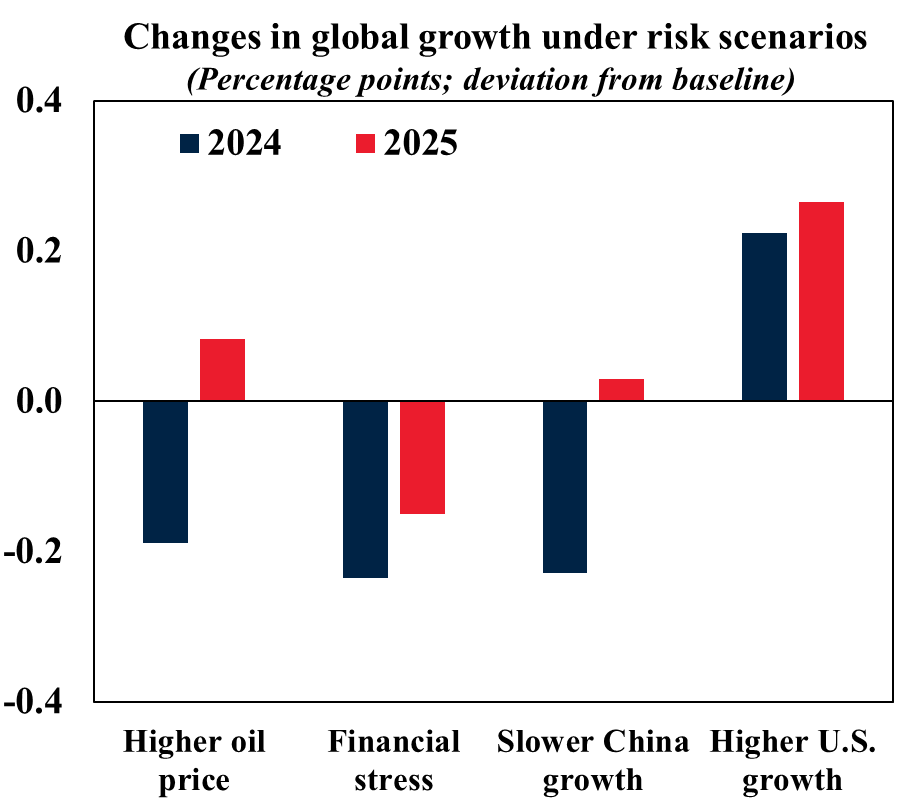 Changes in global growth under risk scenarios
(Percentage points; deviation from baseline)
0.4
2024 2025
0.2
0.0
-0.2
-0.4
Higher oil Financial Slower China Higher U.S.
price stress growth growth